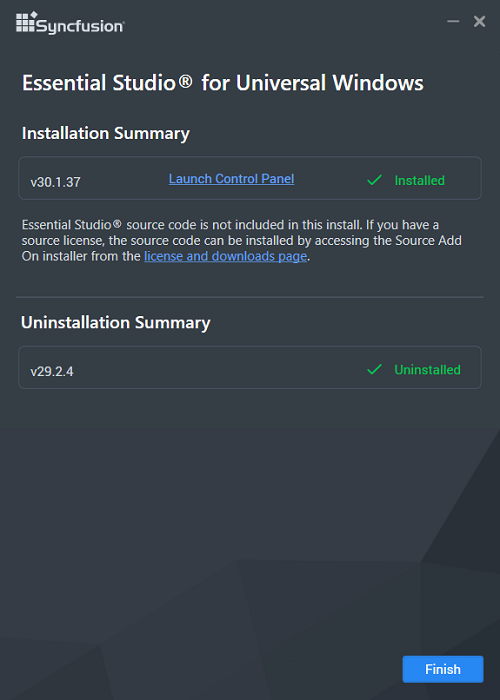 Syncfusion®
Essential Studio® for Universal Windows
Installation Summary
v30.1.37 Launch Control Panel Installed
Essential Studio® source code is not included in this install. If you have a
source license, the source code can be installed by accessing the Source Add
On installer from the license and downloads page.
Uninstallation Summary
v29.2.4 Uninstalled
Finish